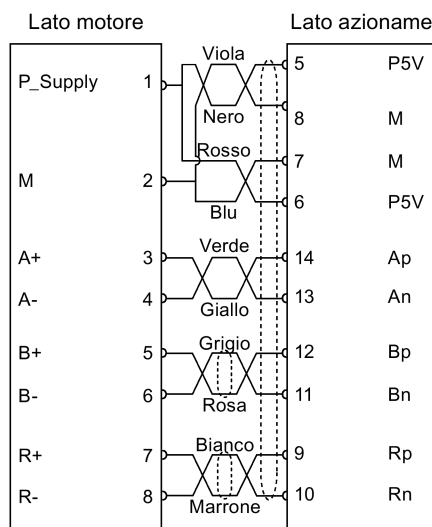 Lato motore Lato azioname
Viola
P_Supply 1 5 P5V
Nero
8 M
Rosso
7 M
M 2
Blu
6 P5V
Verde
A+ 3 14 Ap
A- 4 13 An
Giallo
Grigio
B+ 5 12 Bp
B- 6 11 Bn
Rosa
Bianco
R+ 7 9 Rp
R- 8 10 Rn
Marrone